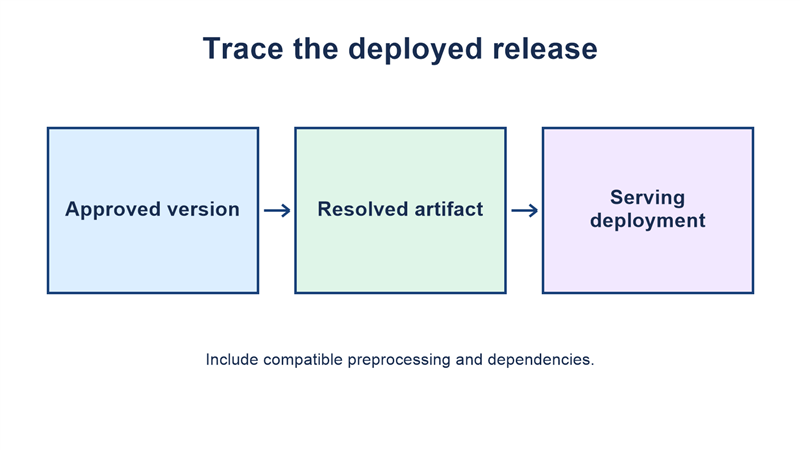 Trace the deployed release
Approved version
Resolved artifact
Serving
deployment
Include compatible preprocessing and dependencies.